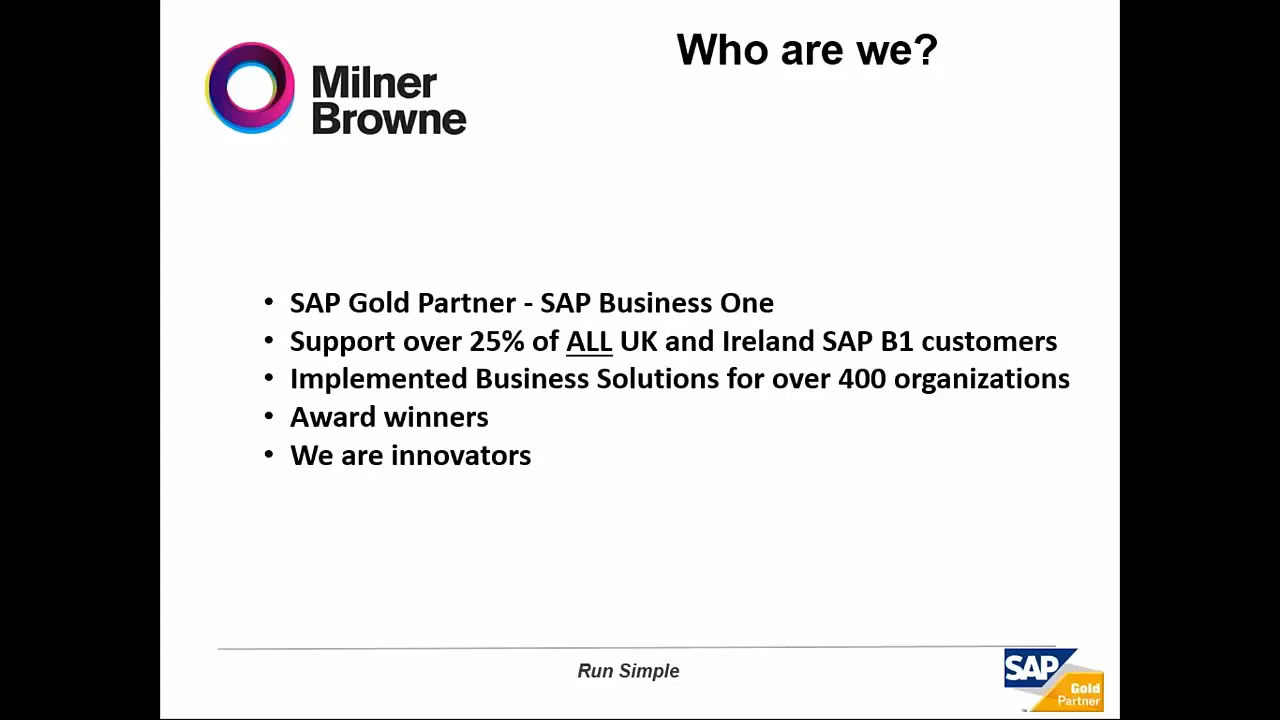 Who are we?
Milner
Browne
• SAP Gold Partner - SAP Business One
• Support over 25% of ALL UK and Ireland SAP B1 customers
• Implemented Business Solutions for over 400 organizations
• Award winners
• We are innovators
Run Simple
SAP
Gold
Partner